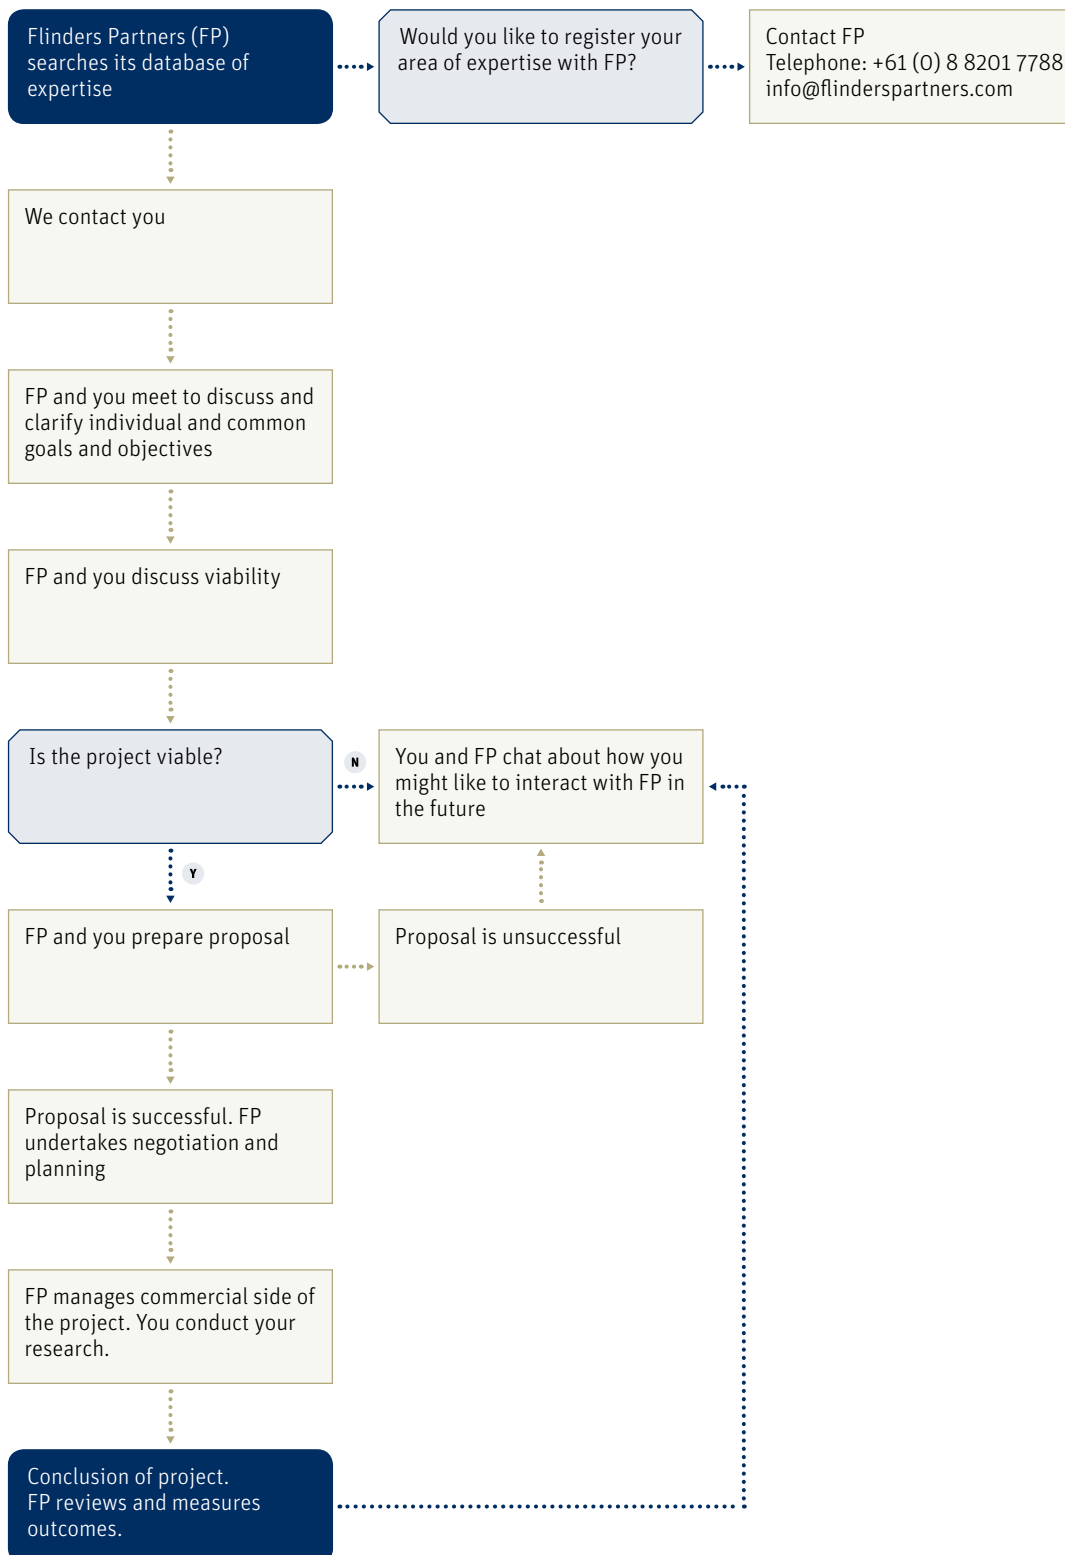 Flinders Partners (FP)
searches its database of
expertise
Would you like to register your
area of expertise with FP?
Contact FP
Telephone: +61 (0) 8 8201 7788
info@flinderspartners.com
We contact you
FP and you meet to discuss and
clarify individual and common
goals and objectives
FP and you discuss viability
Is the project viable?
N
You and FP chat about how you
might like to interact with FP in
the future
Y
FP and you prepare proposal
Proposal is unsuccessful
Proposal is successful. FP
undertakes negotiation and
planning
FP manages commercial side of
the project. You conduct your
research.
Conclusion of project.
FP reviews and measures
outcomes.